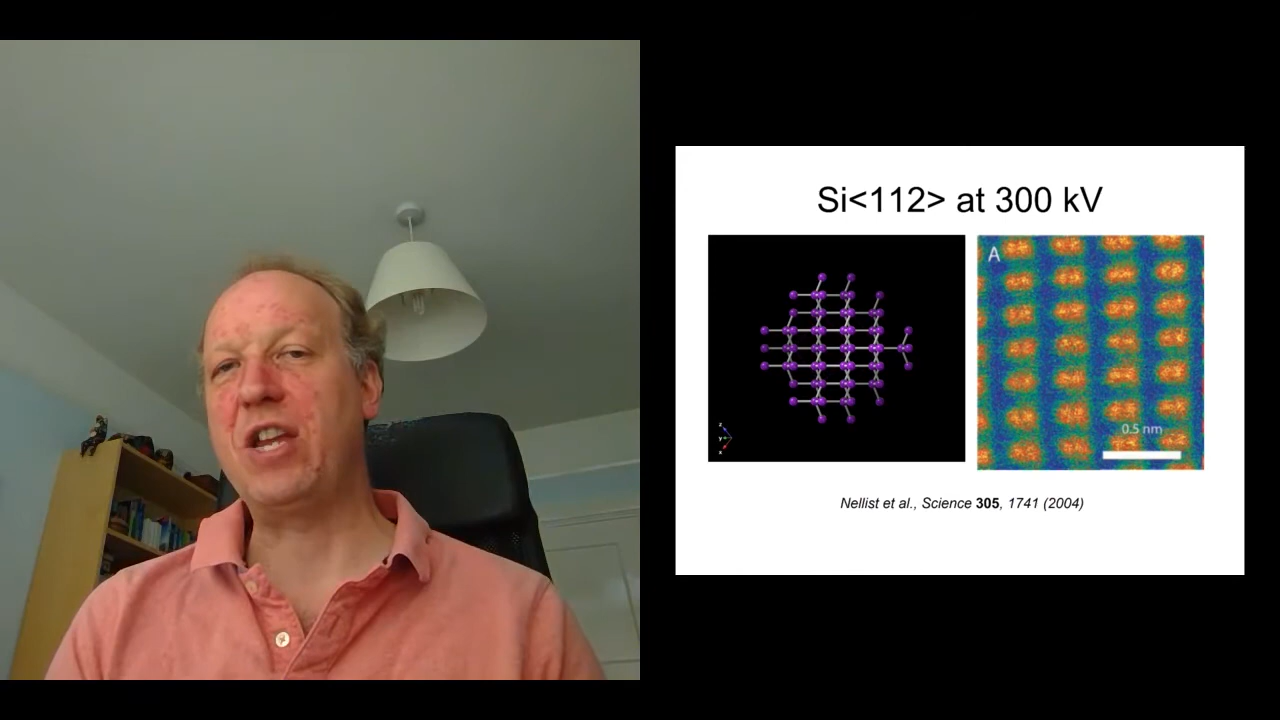 Si<112> at 300 kV
A
z
y
x
0.5 nm
Nellist et al., Science 305, 1741 (2004)